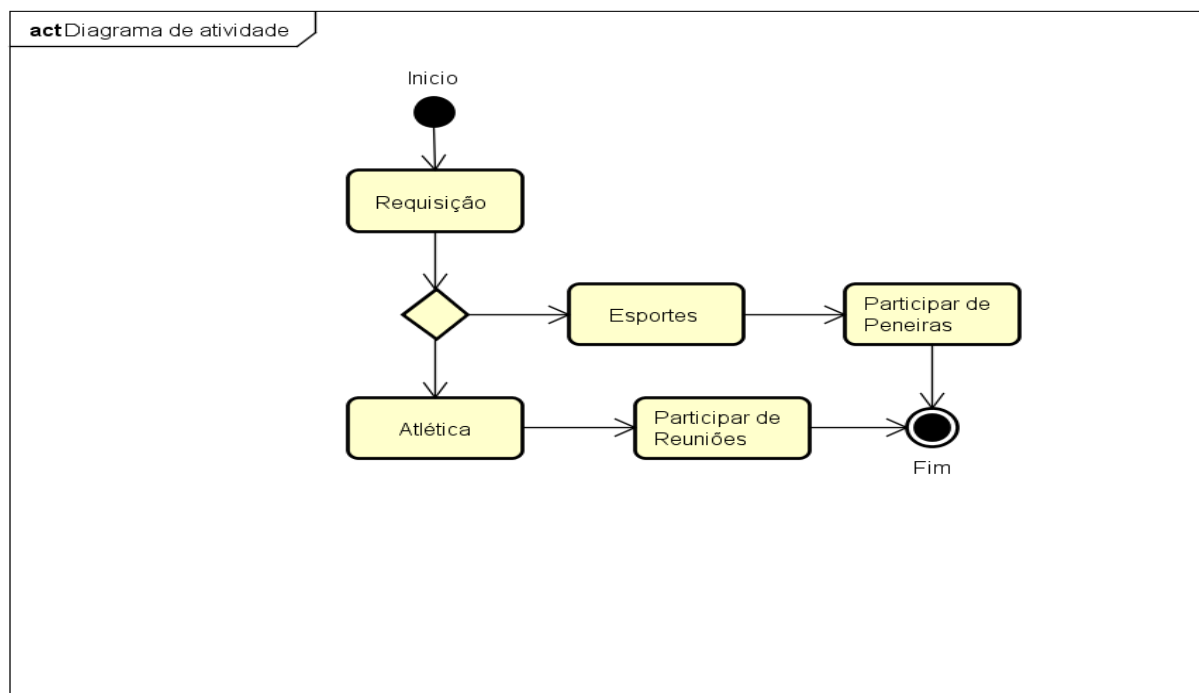 act Diagrama de atividade
Inicio
Requisição
Esportes
Participar de
Peneiras
Atlética
Participar de
Reuniões
Fim